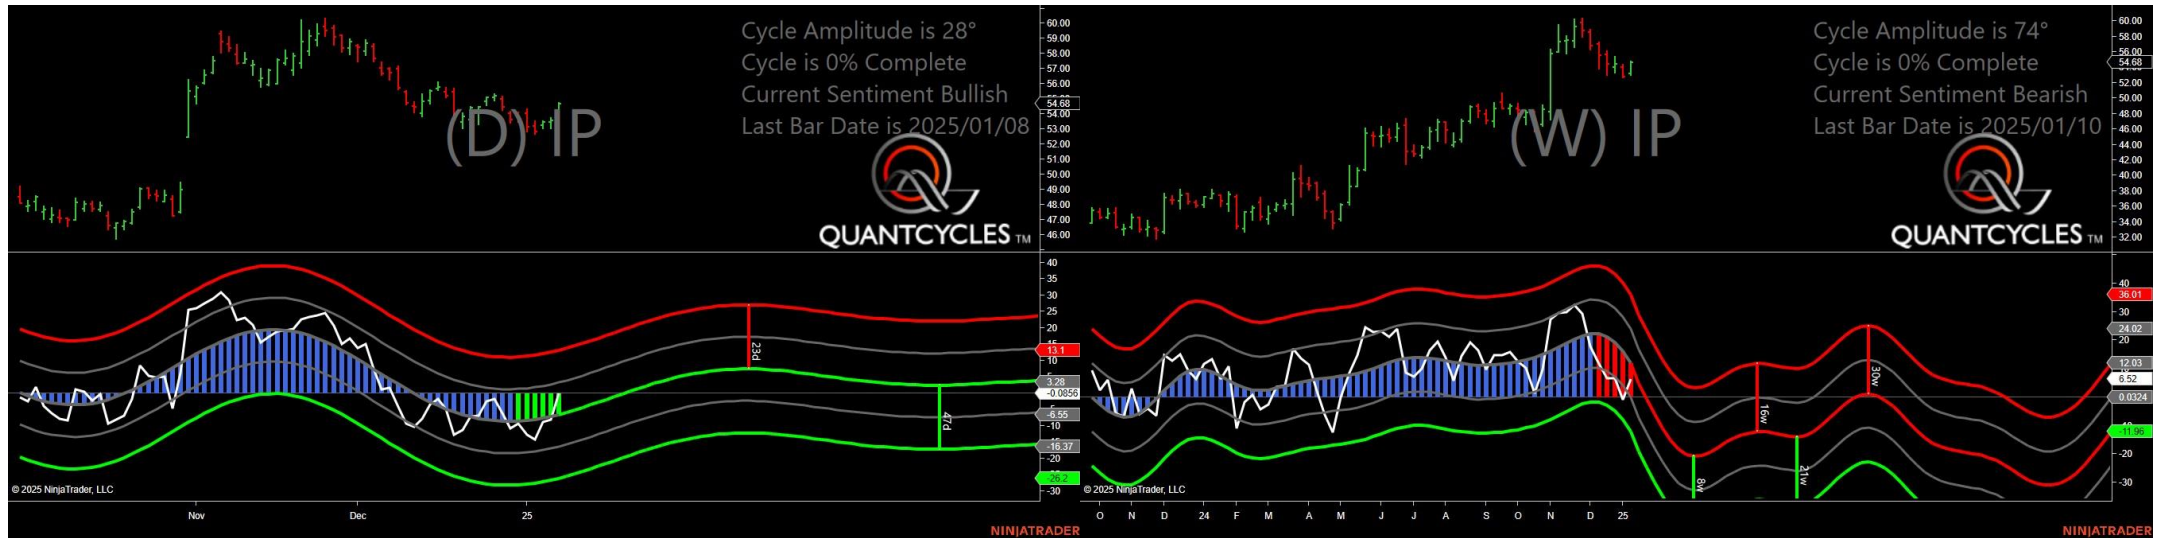 Cycle Amplitude is 28°
Cycle is 0% Complete
Current Sentiment Bullish
Last Bar Date is 2025/01/08
(D) IP
QUANTCYCLES TM
60.00
59.00
58.00
57.00
56.00
54.68
53.00
52.00
51.00
50.00
49.00
48.00
47.00
46.00
40
35
30
25
20
15
13.1
10
3.28
-0.0856
-6.55
-10
-16.37
-20
-26.2
-30
23d
47d
© 2025 NinjaTrader, LLC
Nov
Dec
25
NINJATRADER
Cycle Amplitude is 74°
Cycle is 0% Complete
Current Sentiment Bearish
Last Bar Date is 2025/01/10
(W) IP
QUANTCYCLES TM
60.00
58.00
56.00
54.68
52.00
50.00
48.00
46.00
44.00
42.00
40.00
38.00
36.00
34.00
32.00
40
36.01
30
24.02
20
12.03
6.52
0.0324
-11.96
-20
-30
8w
16w
21w
30w
© 2025 NinjaTrader, LLC
O N D 24 F M A M J J A S O N D 25
NINJATRADER